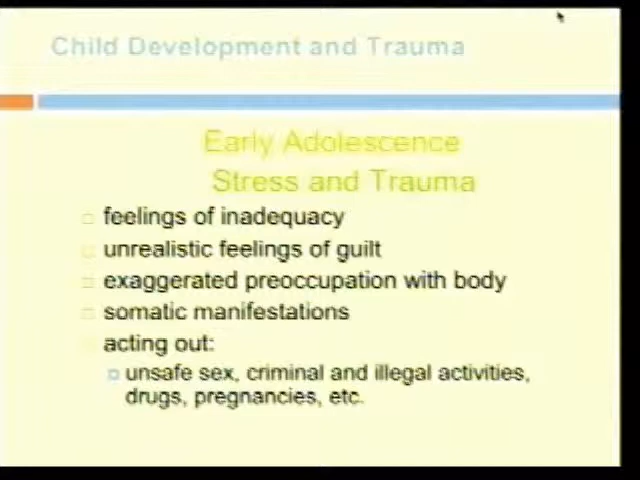 Child Development and Trauma
Early Adolescence
Stress and Trauma
feelings of inadequacy
unrealistic feelings of guilt
exaggerated preoccupation with body
somatic manifestations
acting out:
unsafe sex, criminal and illegal activities,
drugs, pregnancies, etc.